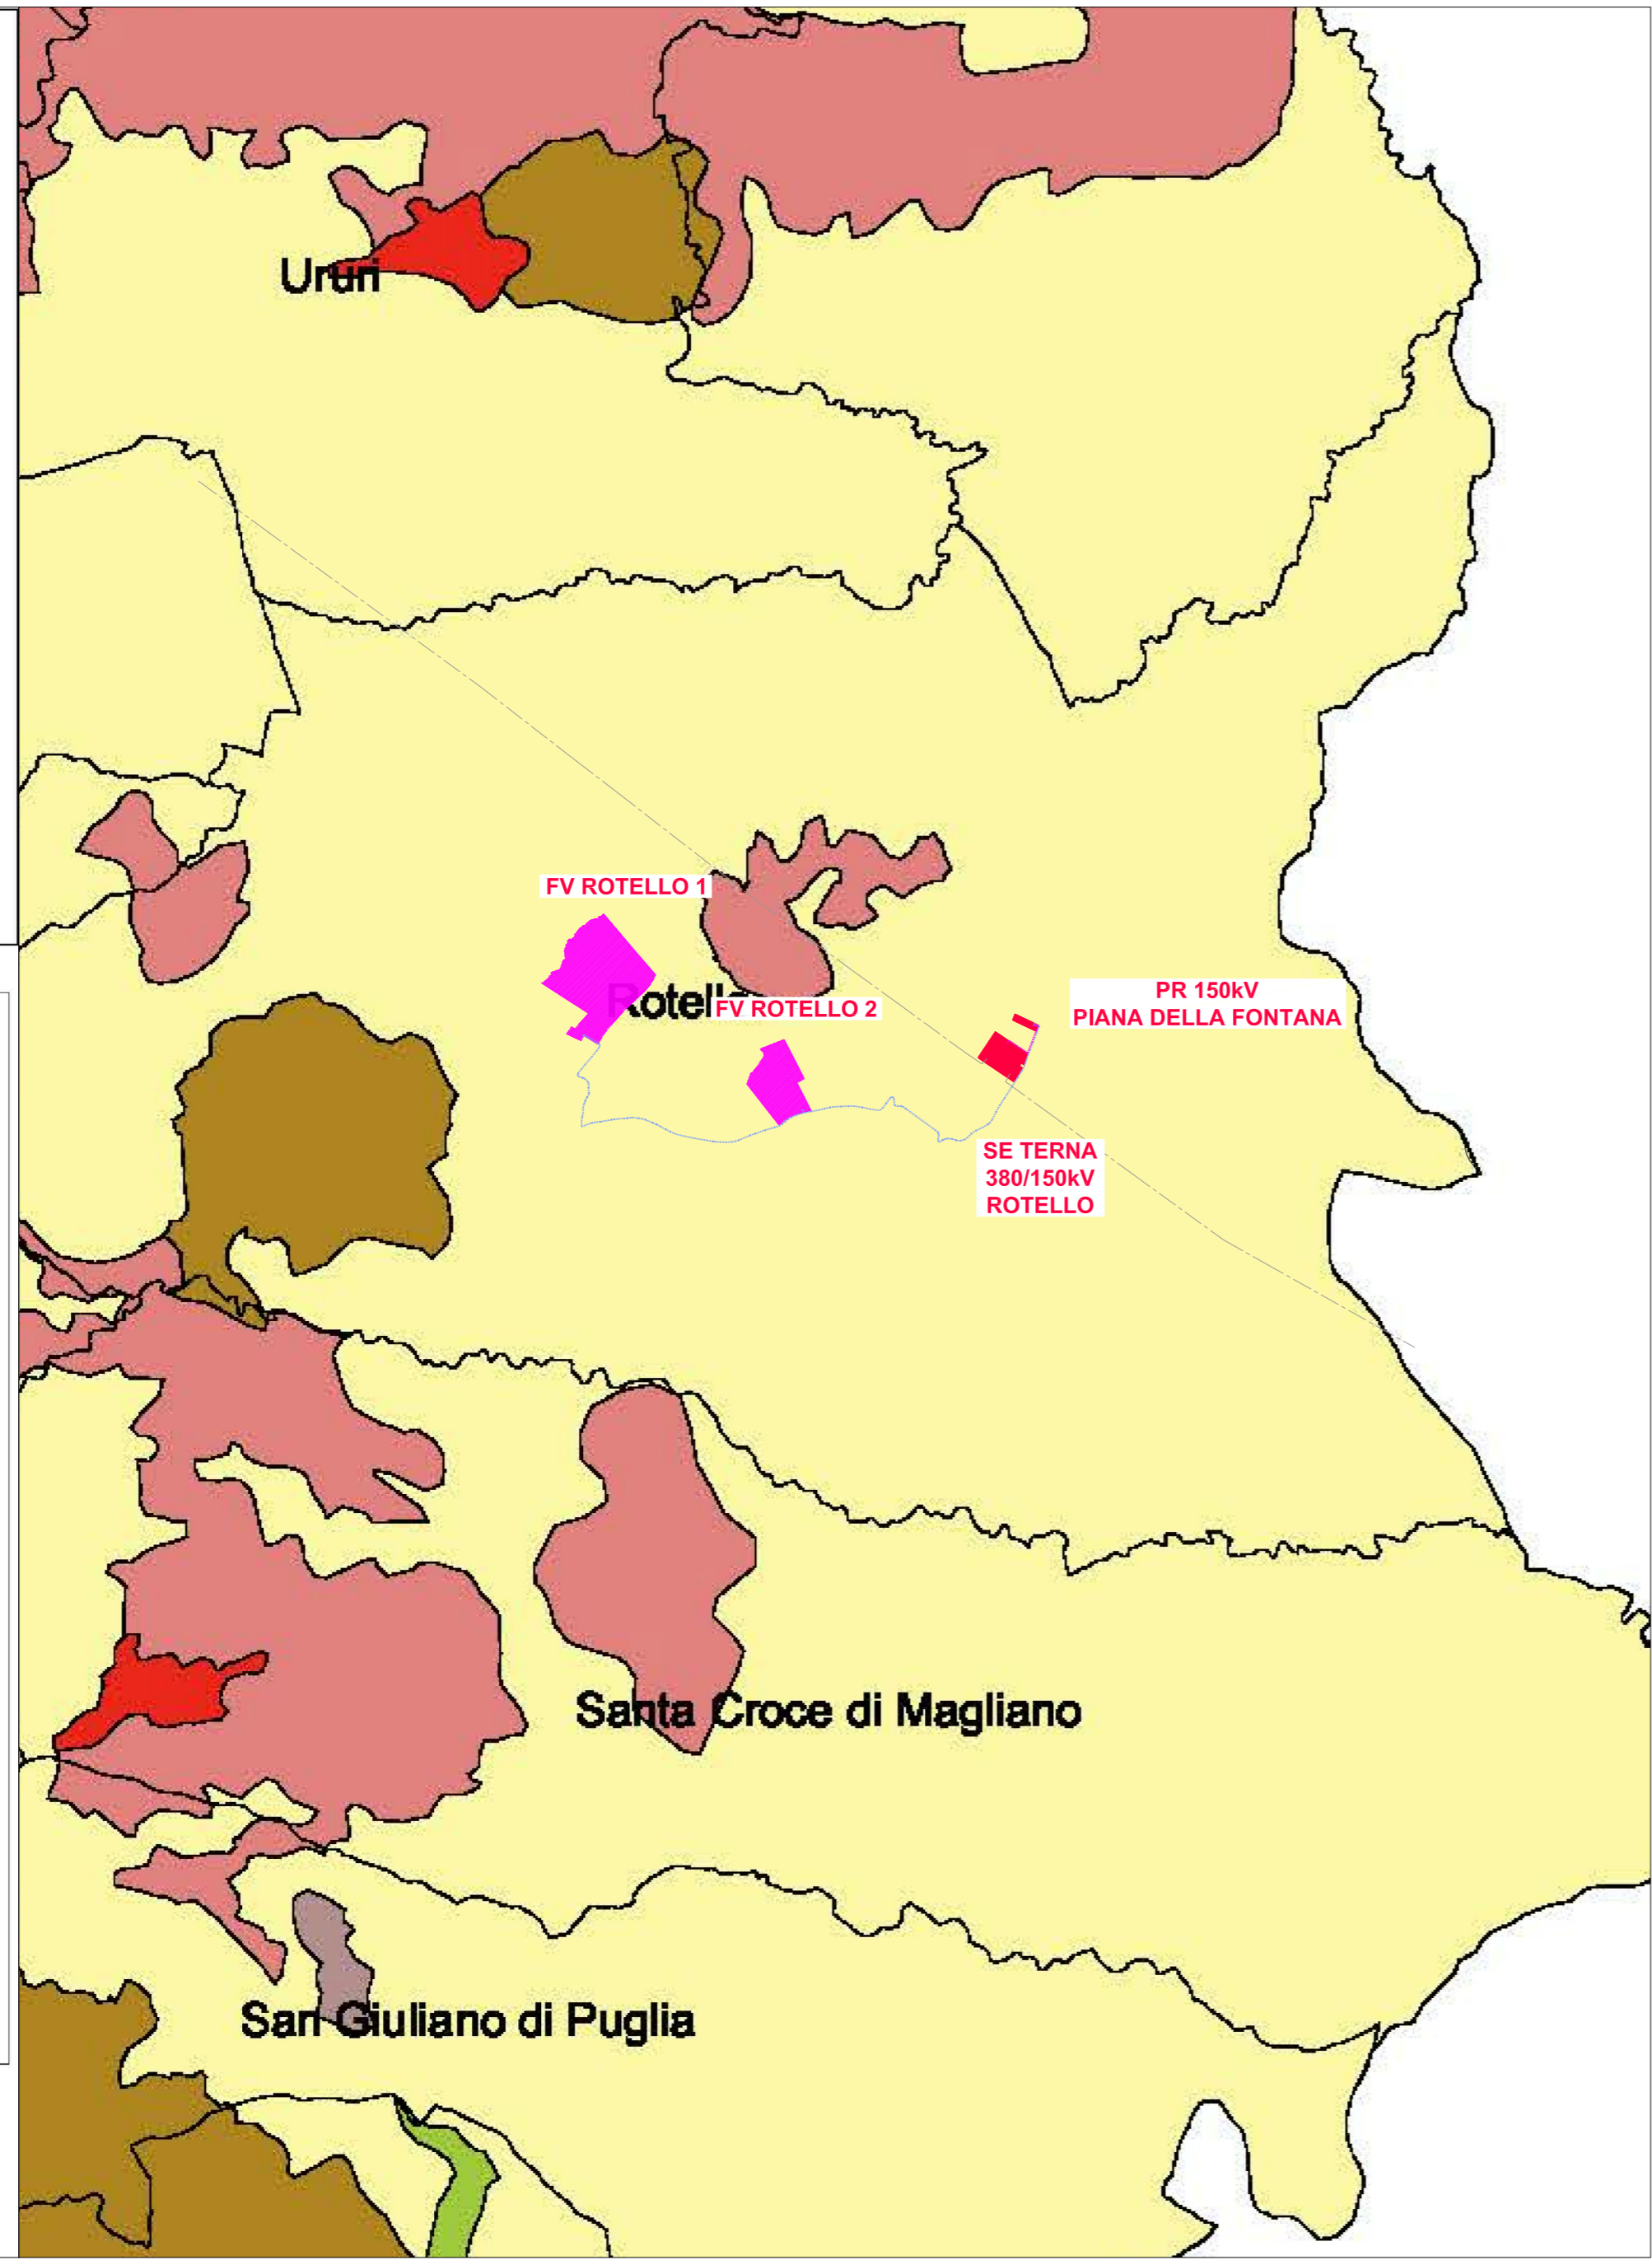 Ururi
FV ROTELLO 1
Rotello
FV ROTELLO 2
PR 150kV
PIANA DELLA FONTANA
SE TERNA
380/150kV
ROTELLO
Santa Croce di Magliano
San Giuliano di Puglia